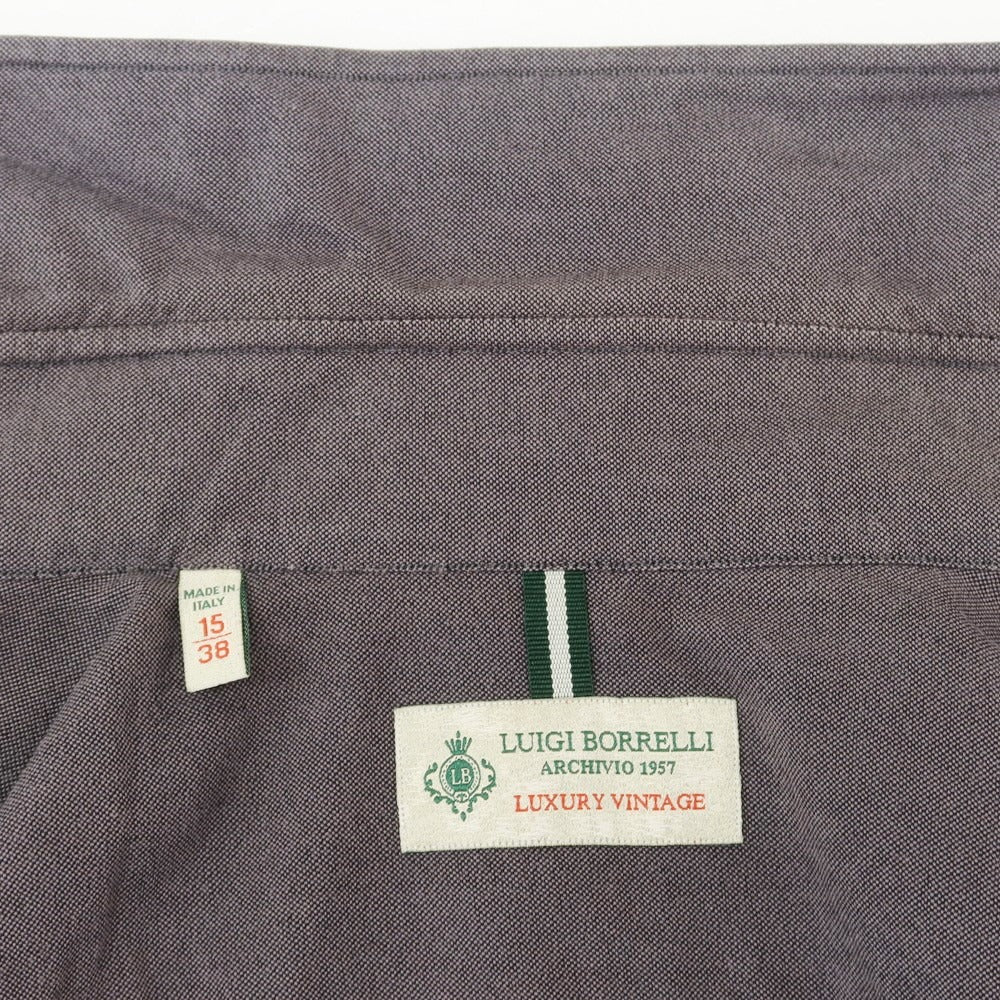 MADE IN
ITALY
15
38
LB
LUIGI BORRELLI
ARCHIVIO 1957
LUXURY VINTAGE